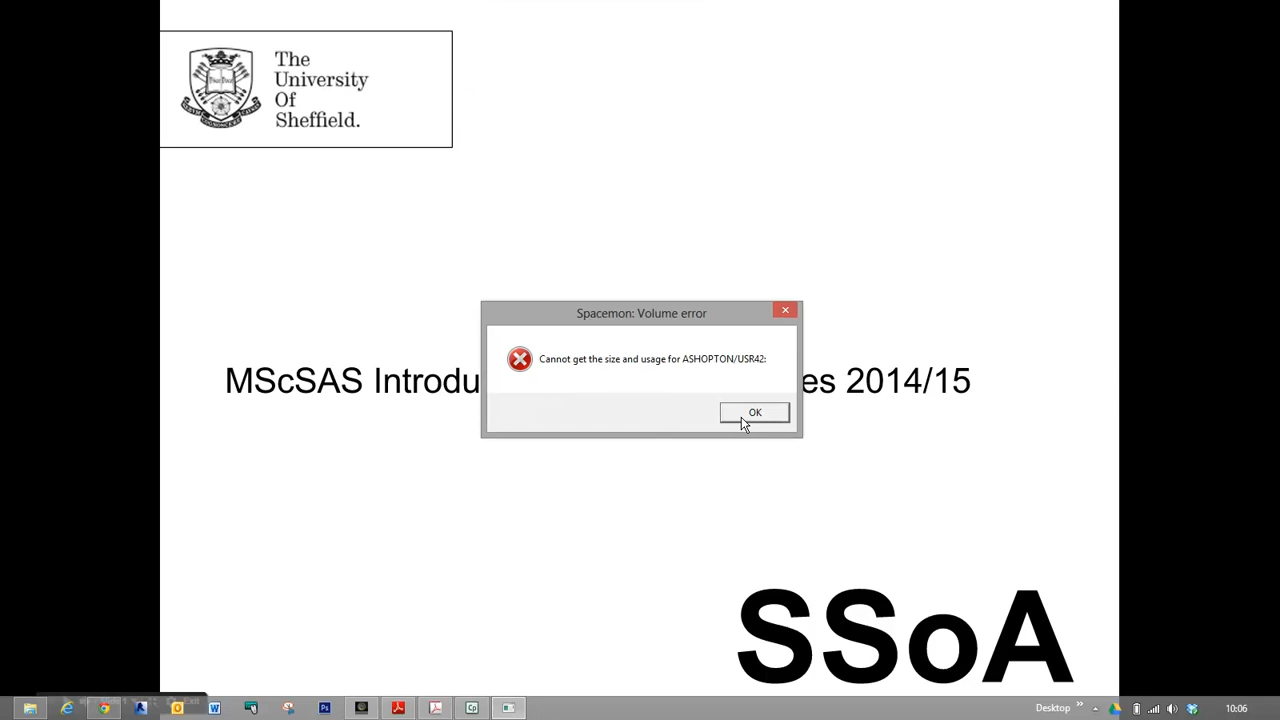 The
University
Of
Sheffield.
Spacemon: Volume error
Cannot get the size and usage for ASHOPTON/USR42:
MScSAS Introdu
es 2014/15
OK
SSoA
Exit
Desktop
10:06